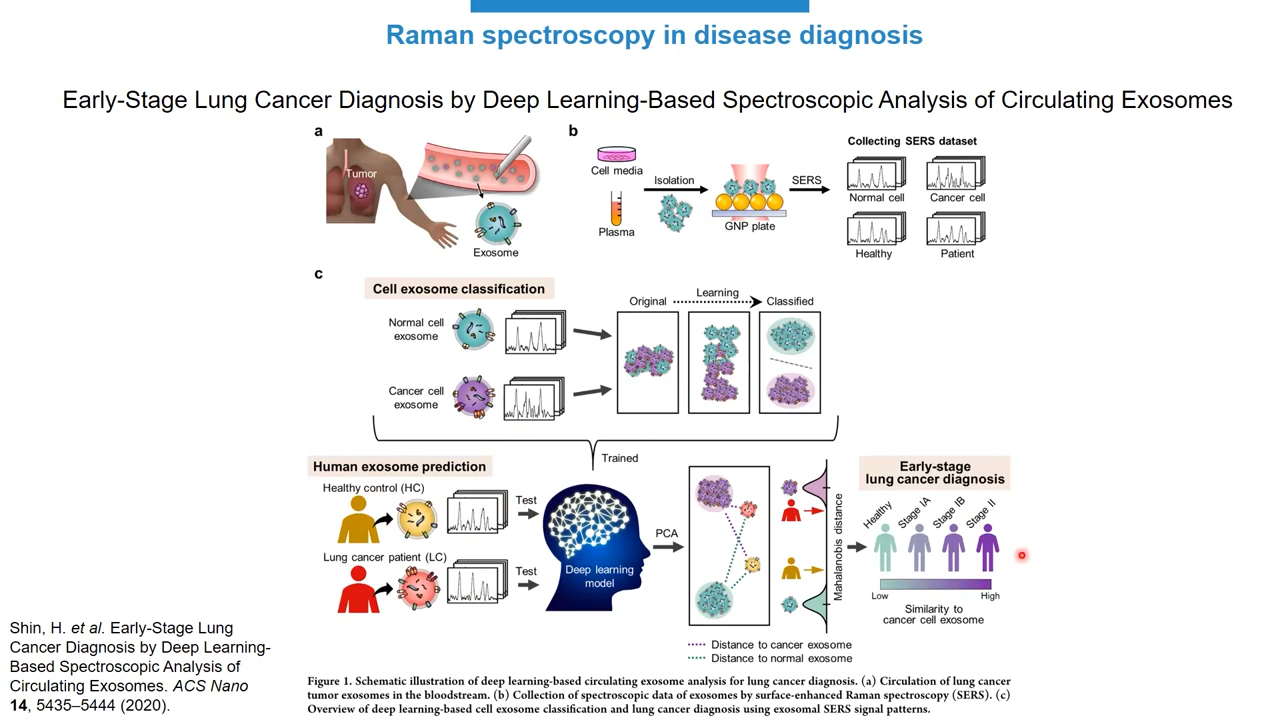 Raman spectroscopy in disease diagnosis
Early-Stage Lung Cancer Diagnosis by Deep Learning-Based Spectroscopic Analysis of Circulating Exosomes
a
Tumor
Exosome
b
Cell media
Plasma
Isolation
GNP plate
SERS
Collecting SERS dataset
Normal cell
Cancer cell
Healthy
Patient
c
Cell exosome classification
Normal cell
exosome
Cancer cell
exosome
Original
Learning
Classified
Trained
Human exosome prediction
Healthy control (HC)
Test
Lung cancer patient (LC)
Test
Deep learning
model
PCA
Mahalanobis distance
Distance to cancer exosome
Distance to normal exosome
Early-stage
lung cancer diagnosis
Healthy
Stage IA
Stage IB
Stage II
Low
High
Similarity to
cancer cell exosome
Shin, H. et al. Early-Stage Lung
Cancer Diagnosis by Deep Learning-
Based Spectroscopic Analysis of
Circulating Exosomes. ACS Nano
14, 5435–5444 (2020).
Figure 1. Schematic illustration of deep learning-based circulating exosome analysis for lung cancer diagnosis. (a) Circulation of lung cancer
tumor exosomes in the bloodstream. (b) Collection of spectroscopic data of exosomes by surface-enhanced Raman spectroscopy (SERS). (c)
Overview of deep learning-based cell exosome classification and lung cancer diagnosis using exosomal SERS signal patterns.